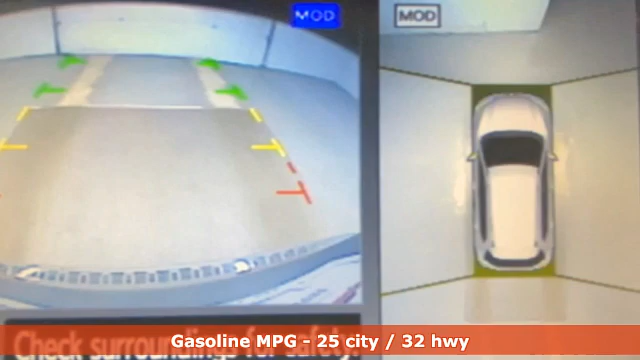 MOD
MOD
Check surroundings for safety.
Gasoline MPG - 25 city / 32 hwy